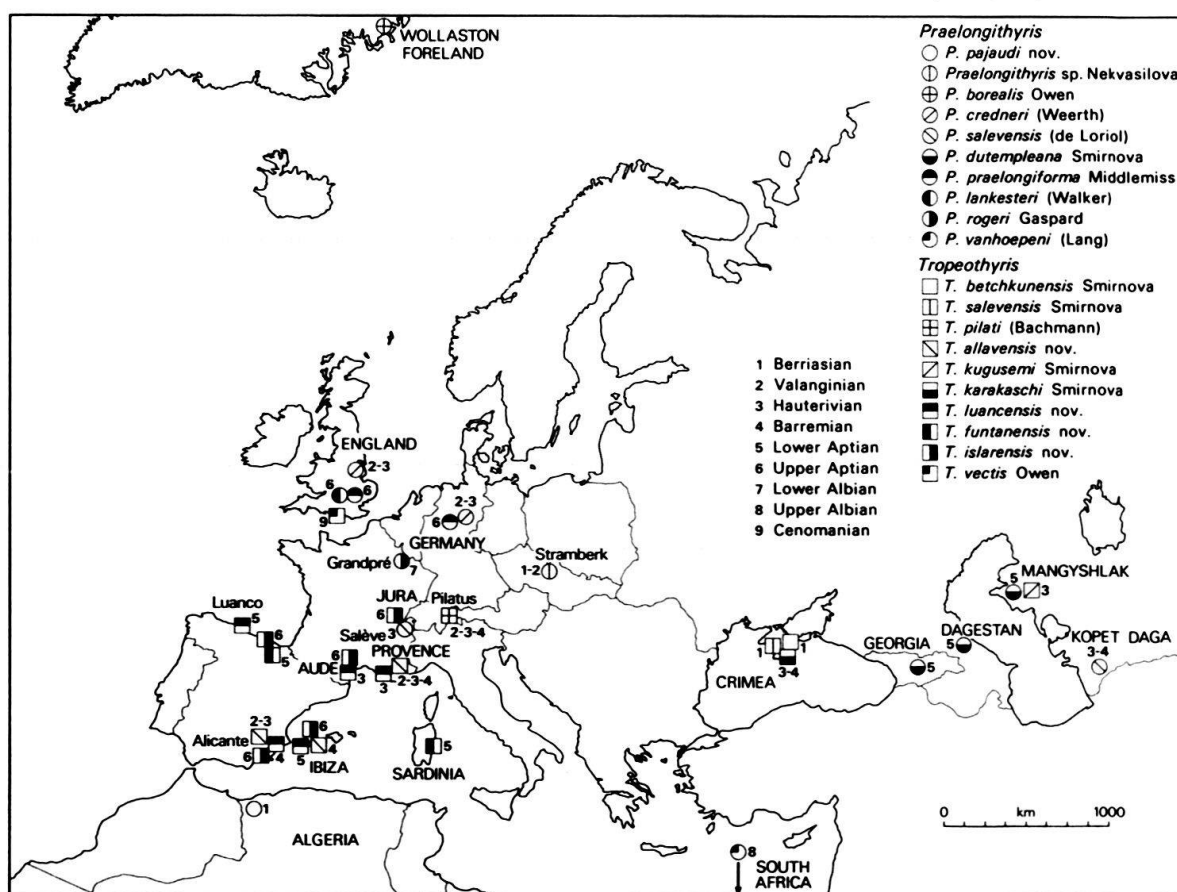 WOLLASTON
FORELAND
Praelongithyris
P. pajaudi nov.
Praelongithyris sp. Nekvasilova
P. borealis Owen
P. credneri (Weerth)
P. salevensis (de Loriol)
P. dutempleana Smirnova
P. praelongiforma Middlemiss
P. lankesteri (Walker)
P. rogeri Gaspard
P. vanhoepeni (Lang)
Tropeothyris
T. betchkunensis Smirnova
T. salevensis Smirnova
T. pilati (Bachmann)
T. allavensis nov.
T. kugusemi Smirnova
T. karakaschi Smirnova
T. luancensis nov.
T. funtanensis nov.
T. islarensis nov.
T. vectis Owen
1 Berriasian
2 Valanginian
3 Hauterivian
4 Barremian
5 Lower Aptian
6 Upper Aptian
7 Lower Albian
8 Upper Albian
9 Cenomanian
ENGLAND
2-3
6
6
9
2-3
6
GERMANY
Grandpré
7
Stramberk
1-2
JURA
6
Pilatus
2-3-4
Salève
3
Luanco
5
6
5
AUDE
6
3
PROVENCE
3
2-3-4
2-3
Alicante
6
4
5
6
4
IBIZA
SARDINIA
5
1
ALGERIA
CRIMEA
1
1
3-4
GEORGIA
5
DAGESTAN
5
MANGYSHLAK
5
3
KOPET DAGA
3-4
0
km
1000
8
SOUTH
AFRICA